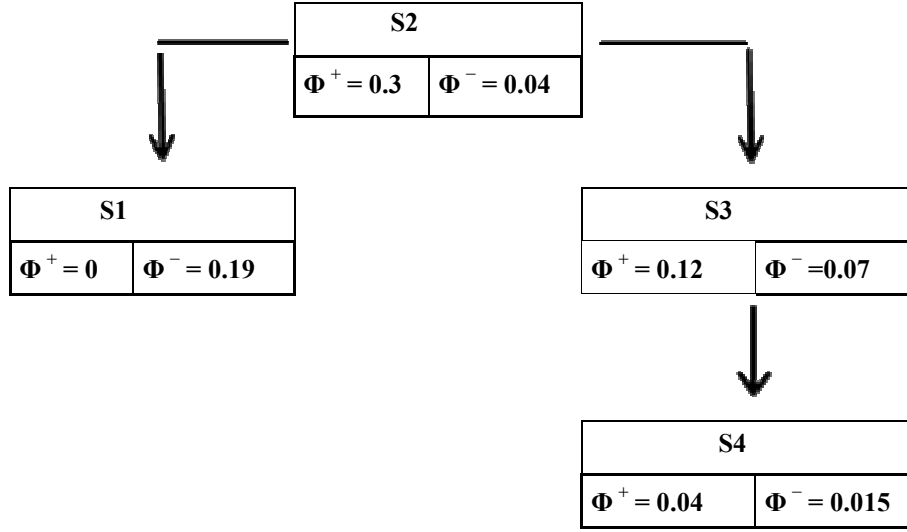 S2
Φ⁺ = 0.3 Φ⁻ = 0.04
S1 S3
Φ⁺ = 0 Φ⁻ = 0.19 Φ⁺ = 0.12 Φ⁻ =0.07
S4
Φ⁺ = 0.04 Φ⁻ = 0.015